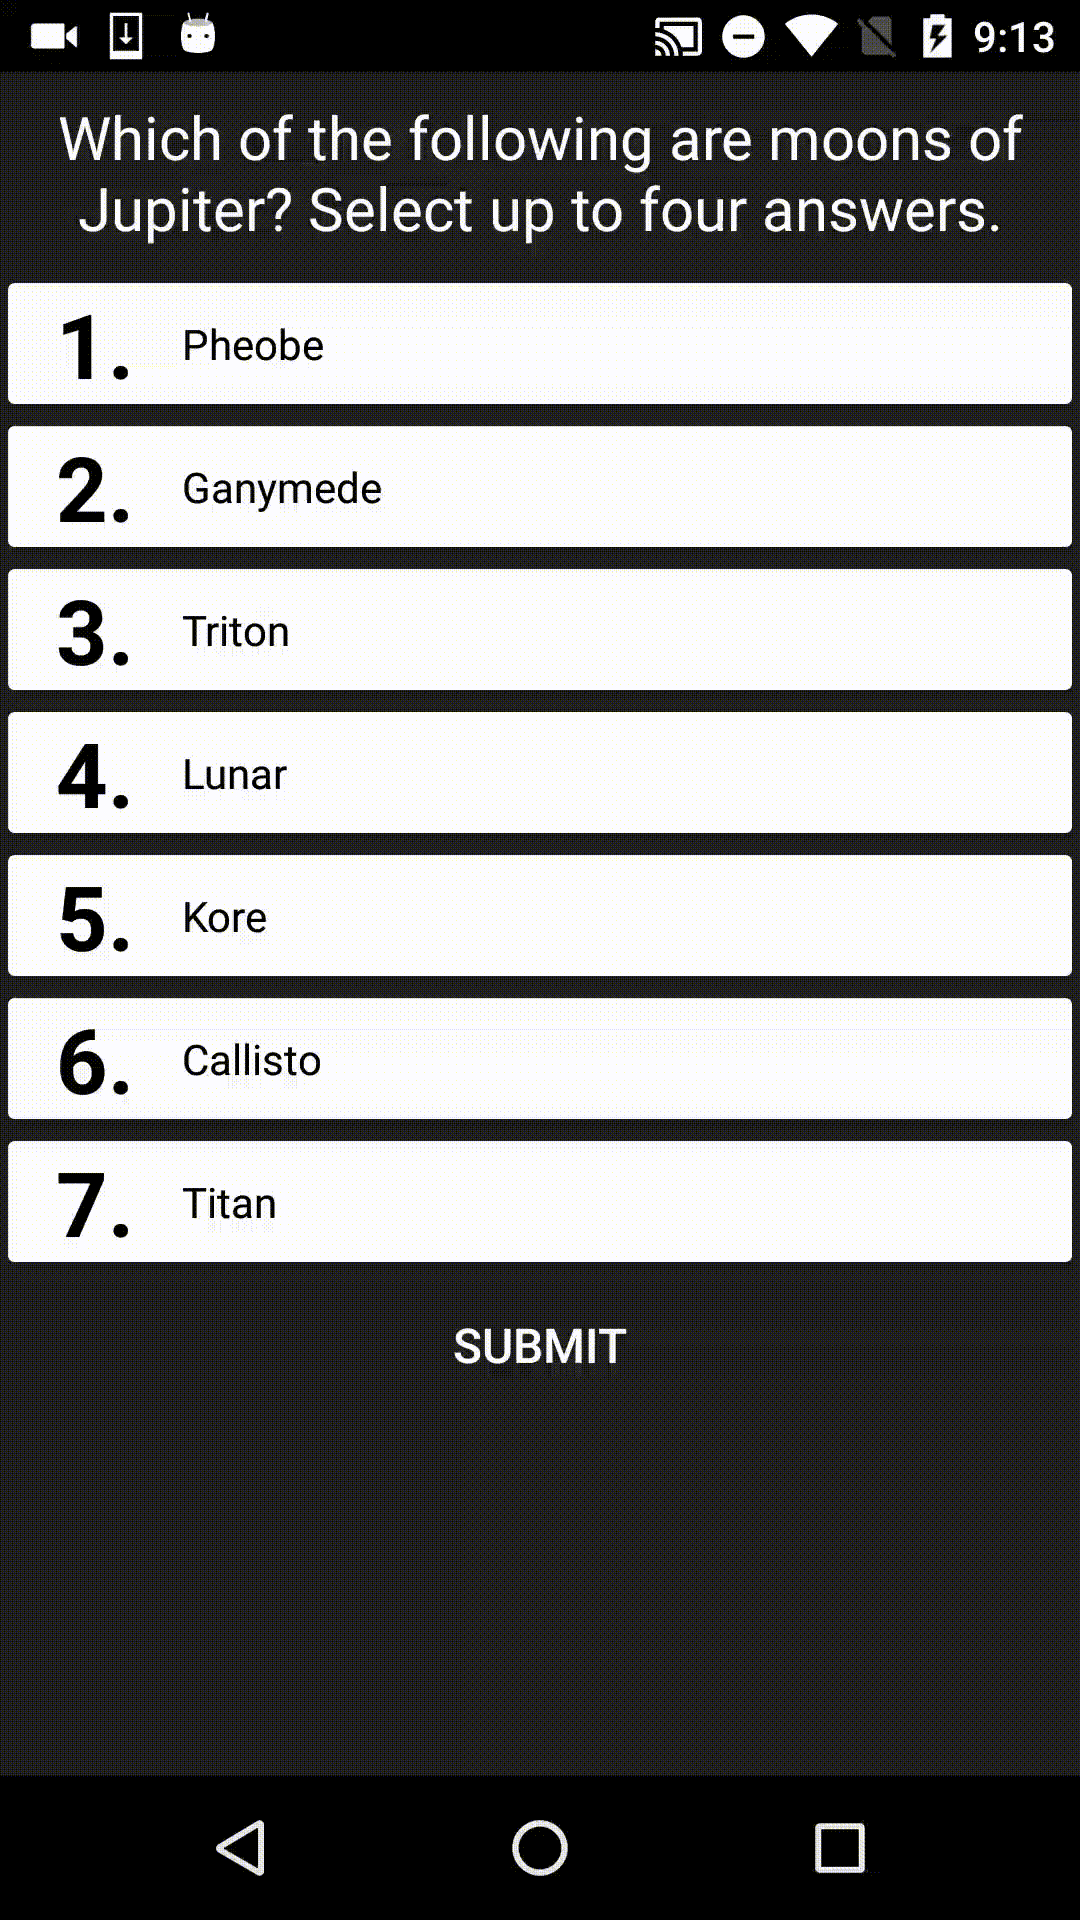 9:13
Which of the following are moons of
Jupiter? Select up to four answers.
1. Pheobe
2. Ganymede
3. Triton
4. Lunar
5. Kore
6. Callisto
7. Titan
SUBMIT